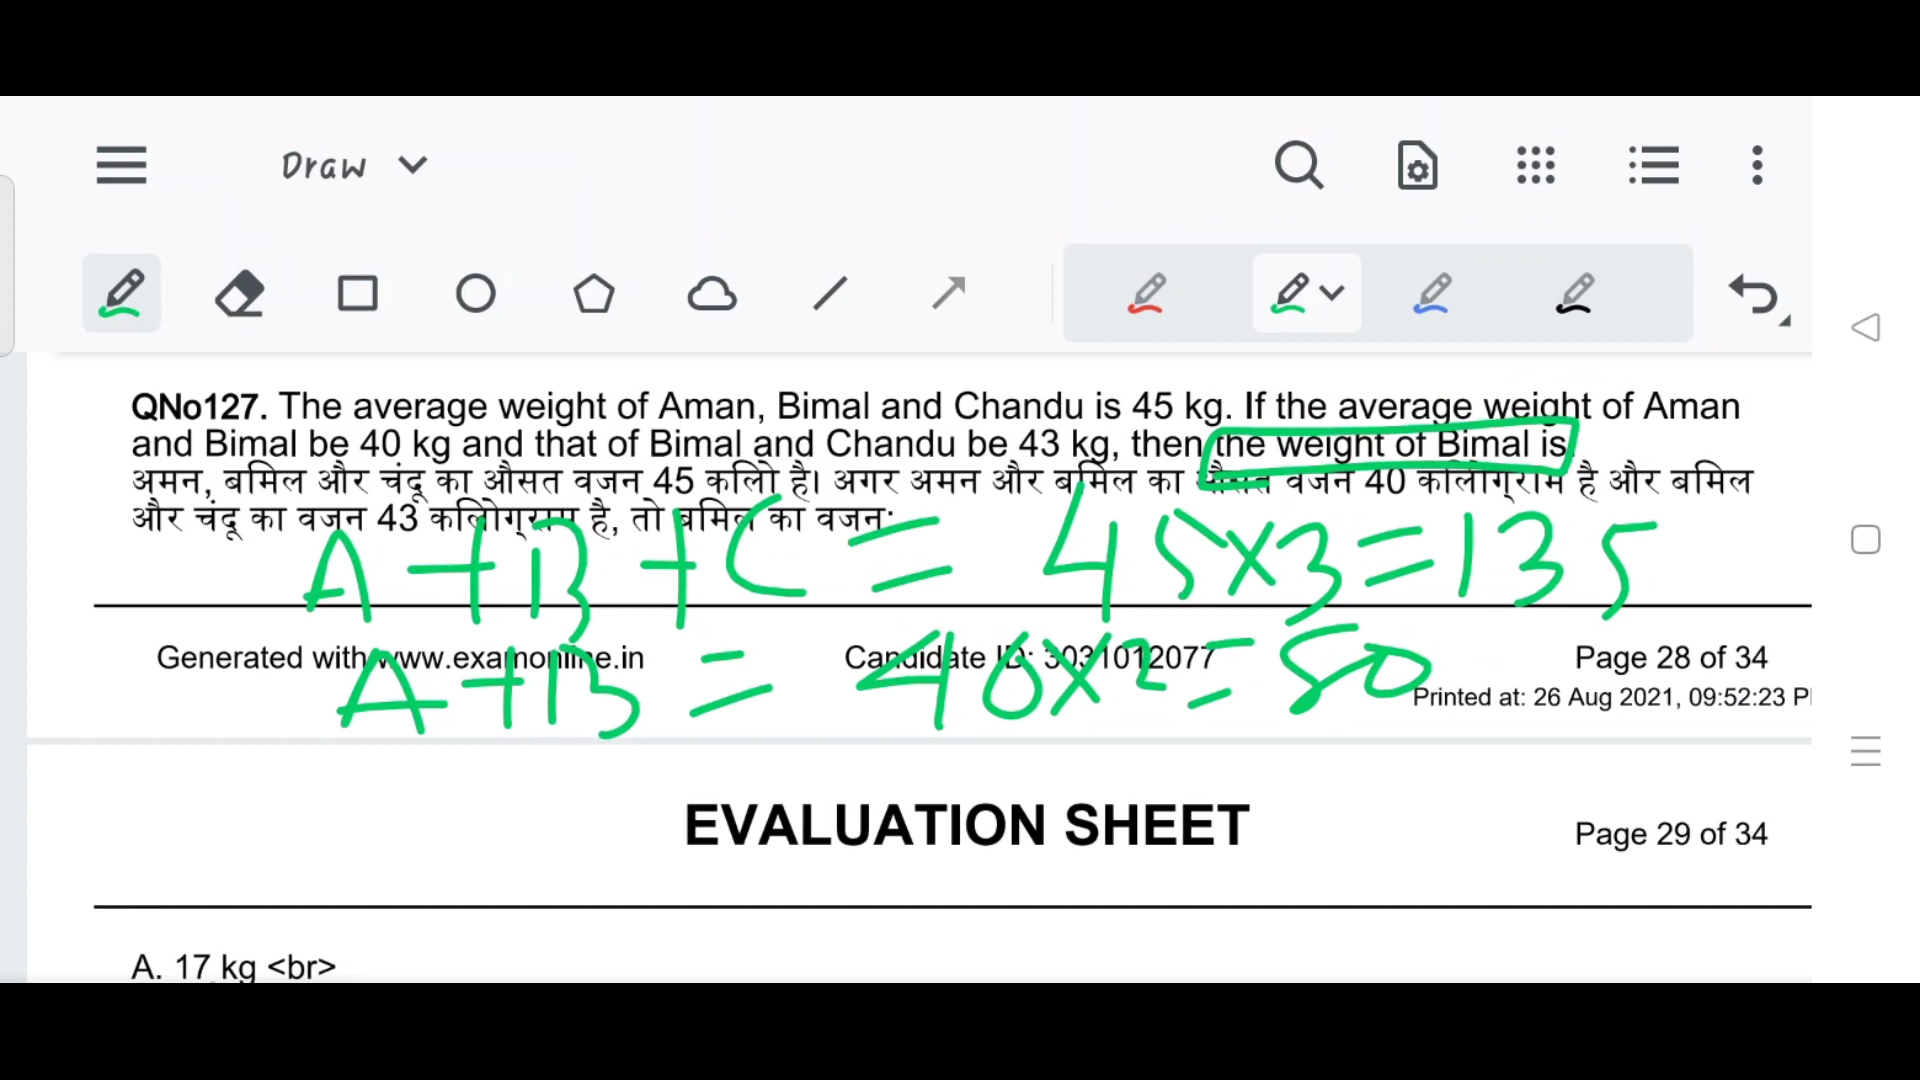 Draw
QNo127. The average weight of Aman, Bimal and Chandu is 45 kg. If the average weight of Aman
and Bimal be 40 kg and that of Bimal and Chandu be 43 kg, then the weight of Bimal is
अमन, बमिल और चंदू का औसत वजन 45 कलिो है। अगर अमन और बमिल का औसत वजन 40 कलिोग्राम है और बमिल
और चंदू का वजन 43 कलिोग्राम है, तो बमिल का वजन:
A+B+C = 45×3=135
A+B = 40×2=80
Generated with www.examonline.in Candidate ID: 3031012077 Page 28 of 34
Printed at: 26 Aug 2021, 09:52:23 P
EVALUATION SHEET
Page 29 of 34
A. 17 kg <br>